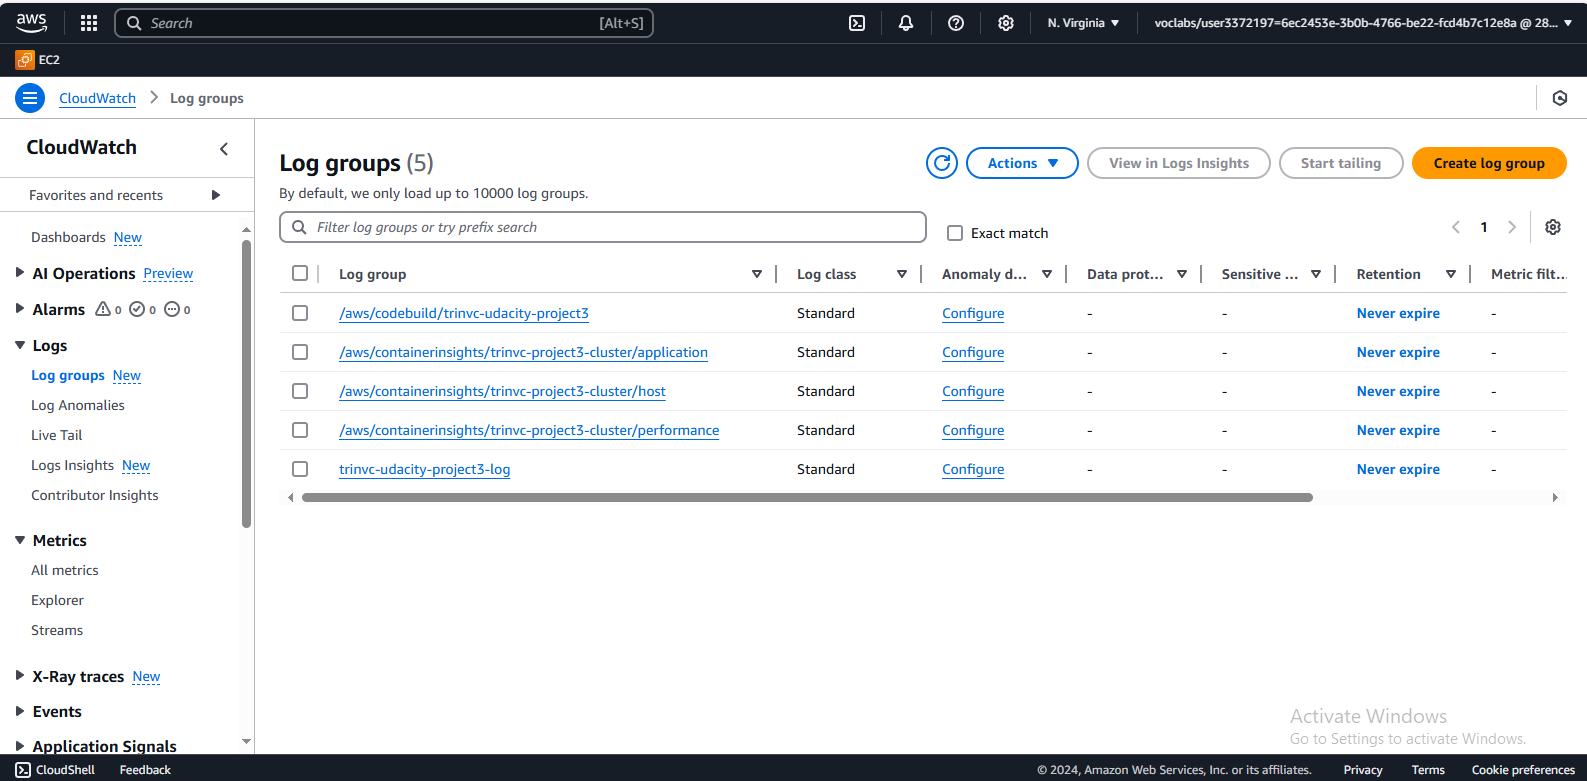 aws
Search [Alt+S]
N. Virginia
voclabs/user3372197=6ec2453e-3b0b-4766-be22-fcd4b7c12e8a @ 28...
EC2
CloudWatch
Log groups
CloudWatch
Favorites and recents
Dashboards New
AI Operations Preview
Alarms 0 0 0
Logs
Log groups New
Log Anomalies
Live Tail
Logs Insights New
Contributor Insights
Metrics
All metrics
Explorer
Streams
X-Ray traces New
Events
Application Signals
Log groups (5)
By default, we only load up to 10000 log groups.
Actions
View in Logs Insights
Start tailing
Create log group
Filter log groups or try prefix search
Exact match
1
Log group Log class Anomaly d... Data prot... Sensitive ... Retention Metric filt...
/aws/codebuild/trinvc-udacity-project3 Standard Configure - - Never expire -
/aws/containerinsights/trinvc-project3-cluster/application Standard Configure - - Never expire -
/aws/containerinsights/trinvc-project3-cluster/host Standard Configure - - Never expire -
/aws/containerinsights/trinvc-project3-cluster/performance Standard Configure - - Never expire -
trinvc-udacity-project3-log Standard Configure - - Never expire -
Activate Windows
Go to Settings to activate Windows.
CloudShell Feedback
© 2024, Amazon Web Services, Inc. or its affiliates. Privacy Terms Cookie preferences